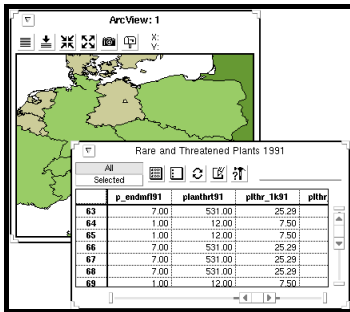 ArcView: 1
X:
Y:
Rare and Threatened Plants 1991
All
Selected
p_endmfl91 planthrt91 plthr_1k91 plthr
63 7.00 531.00 25.29
64 1.00 12.00 7.50
65 1.00 12.00 7.50
66 7.00 531.00 25.29
67 7.00 531.00 25.29
68 7.00 531.00 25.29
69 1.00 12.00 7.50